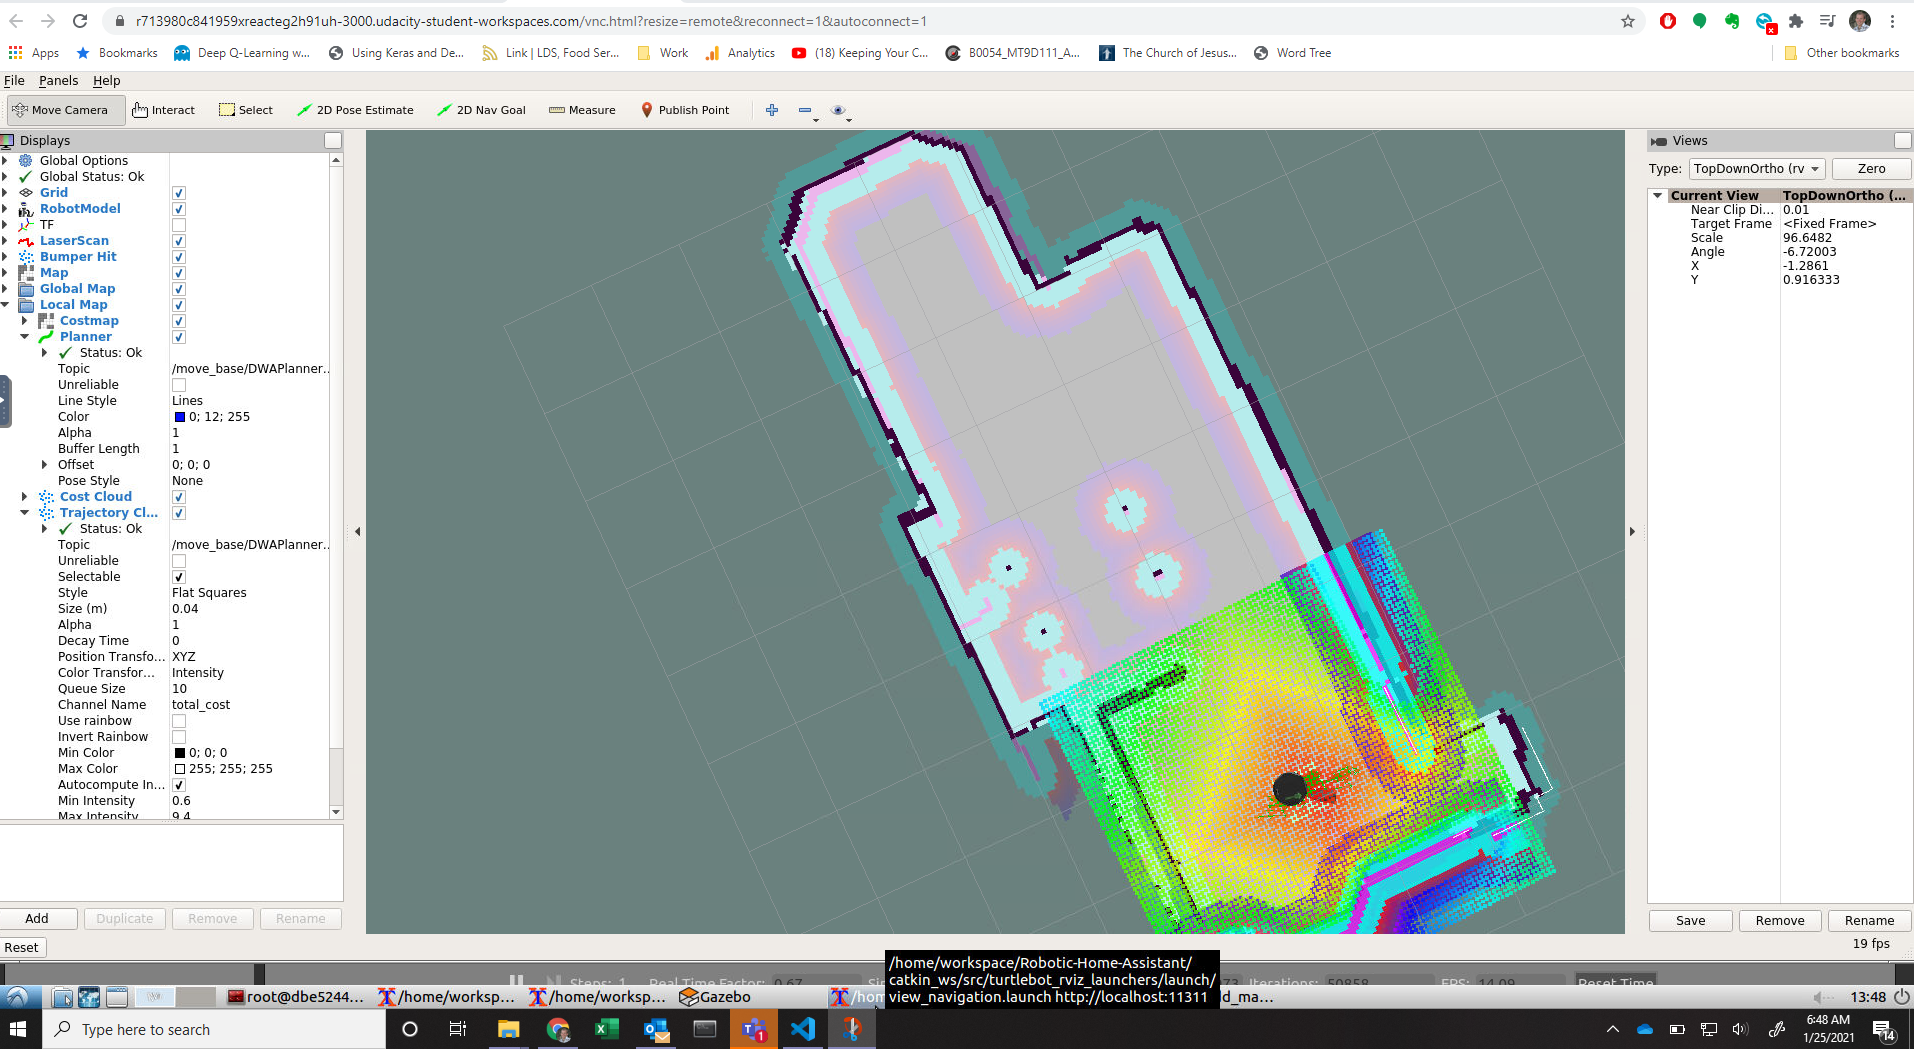 r713980c841959xreacteg2h91uh-3000.udacity-student-workspaces.com/vnc.html?resize=remote&reconnect=1&autoconnect=1
Apps Bookmarks Deep Q-Learning w... Using Keras and De... Link | LDS, Food Ser... Work Analytics (18) Keeping Your C... B0054_MT9D111_A... The Church of Jesus... Word Tree Other bookmarks
File Panels Help
Move Camera Interact Select 2D Pose Estimate 2D Nav Goal Measure Publish Point
Displays
Global Options
Global Status: Ok
Grid
RobotModel
TF
LaserScan
Bumper Hit
Map
Global Map
Local Map
Costmap
Planner
Status: Ok
Topic /move_base/DWAPlanner..
Unreliable
Line Style Lines
Color 0; 12; 255
Alpha 1
Buffer Length 1
Offset 0; 0; 0
Pose Style None
Cost Cloud
Trajectory Cl...
Status: Ok
Topic /move_base/DWAPlanner..
Unreliable
Selectable
Style Flat Squares
Size (m) 0.04
Alpha 1
Decay Time 0
Position Transfo... XYZ
Color Transfor... Intensity
Queue Size 10
Channel Name total_cost
Use rainbow
Invert Rainbow
Min Color 0; 0; 0
Max Color 255; 255; 255
Autocompute In...
Min Intensity 0.6
Max Intensity 9.4
Add Duplicate Remove Rename
Reset
Views
Type: TopDownOrtho (rv Zero
Current View TopDownOrtho (...
Near Clip Di... 0.01
Target Frame <Fixed Frame>
Scale 96.6482
Angle -6.72003
X -1.2861
Y 0.916333
Save Remove Rename
19 fps
Steps: 1 Real Time Factor: 0.67 Iterations: 50858 FPS: 14.09 Reset Time
/home/workspace/Robotic-Home-Assistant/
catkin_ws/src/turtlebot_rviz_launchers/launch/
view_navigation.launch http://localhost:11311
root@dbe5244... /home/worksp... /home/worksp... Gazebo 13:48
Type here to search
1
6:48 AM
1/25/2021
14